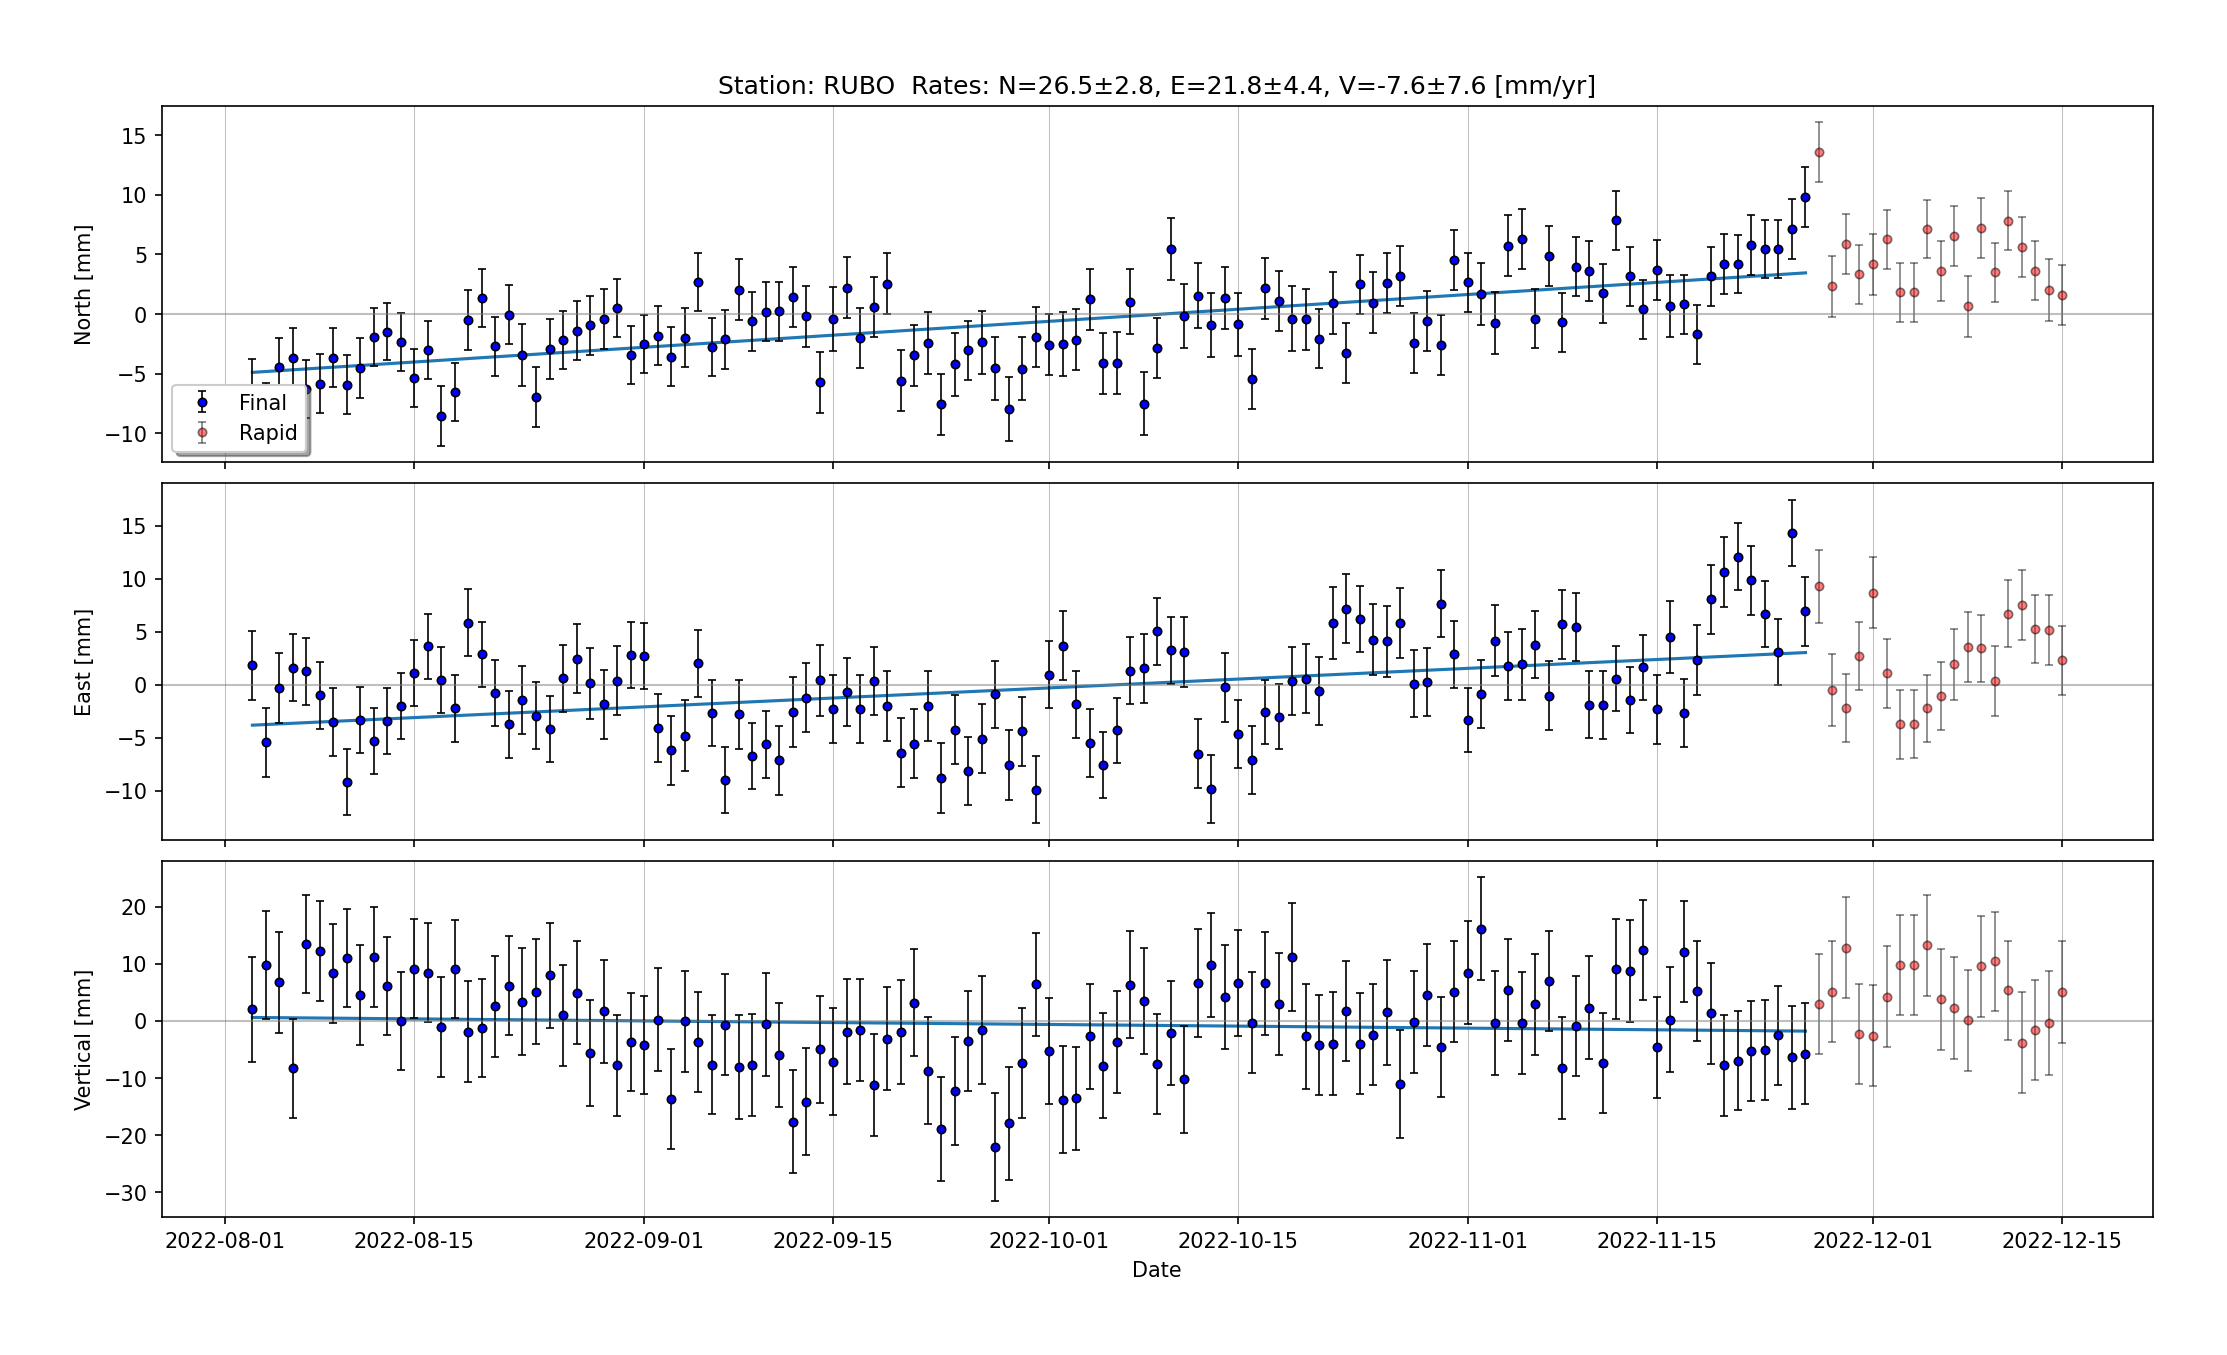 Station: RUBO  Rates: N=26.5±2.8, E=21.8±4.4, V=-7.6±7.6 [mm/yr]
15
10
5
0
−5
−10
North [mm]
Final
Rapid
15
10
5
0
−5
−10
East [mm]
20
10
0
−10
−20
−30
Vertical [mm]
2022-08-01 2022-08-15 2022-09-01 2022-09-15 2022-10-01 2022-10-15 2022-11-01 2022-11-15 2022-12-01 2022-12-15
Date